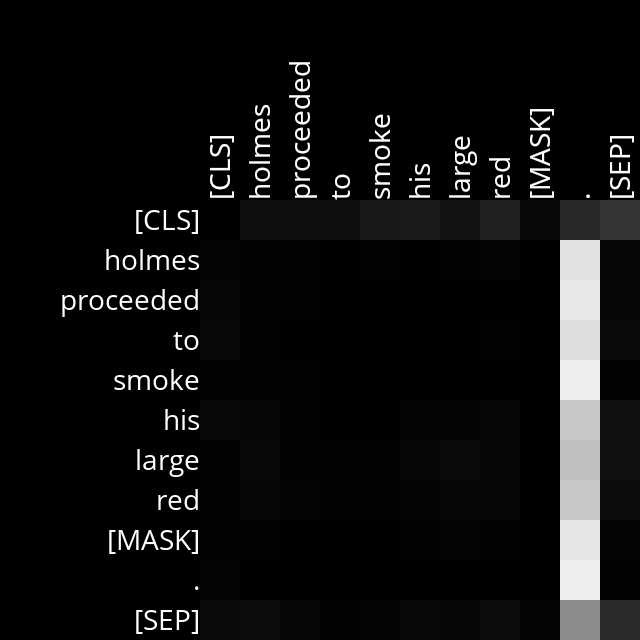 [CLS] holmes proceeded to smoke his large red [MASK] . [SEP]
[CLS]
holmes
proceeded
to
smoke
his
large
red
[MASK]
.
[SEP]